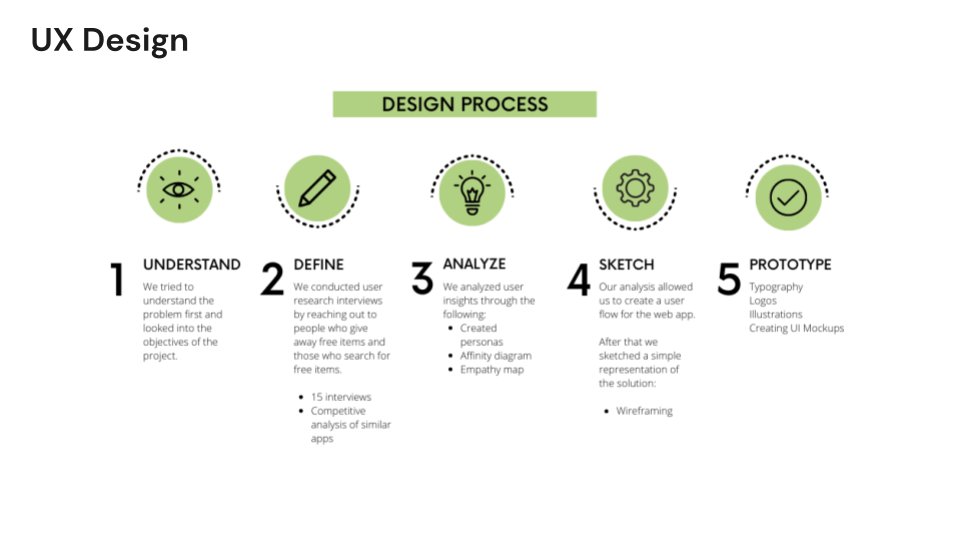 UX Design
DESIGN PROCESS
1
UNDERSTAND
We tried to
understand the
problem first and
looked into the
objectives of the
project.
2
DEFINE
We conducted user
research interviews
by reaching out to
people who give
away free items and
those who search for
free items.
• 15 interviews
• Competitive
analysis of similar
apps
3
ANALYZE
We analyzed user
insights through the
following:
• Created
personas
• Affinity diagram
• Empathy map
4
SKETCH
Our analysis allowed
us to create a user
flow for the web app.
After that we
sketched a simple
representation of
the solution:
• Wireframing
5
PROTOTYPE
Typography
Logos
Illustrations
Creating UI Mockups